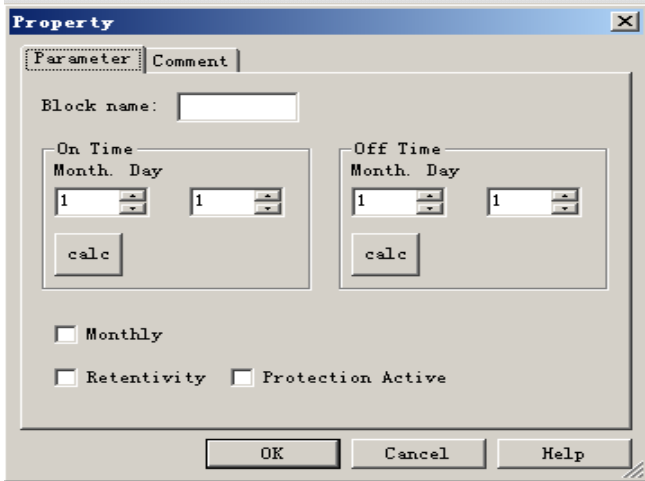 Property
Parameter Comment
Block name:
On Time Off Time
Month. Day Month. Day
1 1 1 1
calc calc
Monthly
Retentivity Protection Active
OK Cancel Help